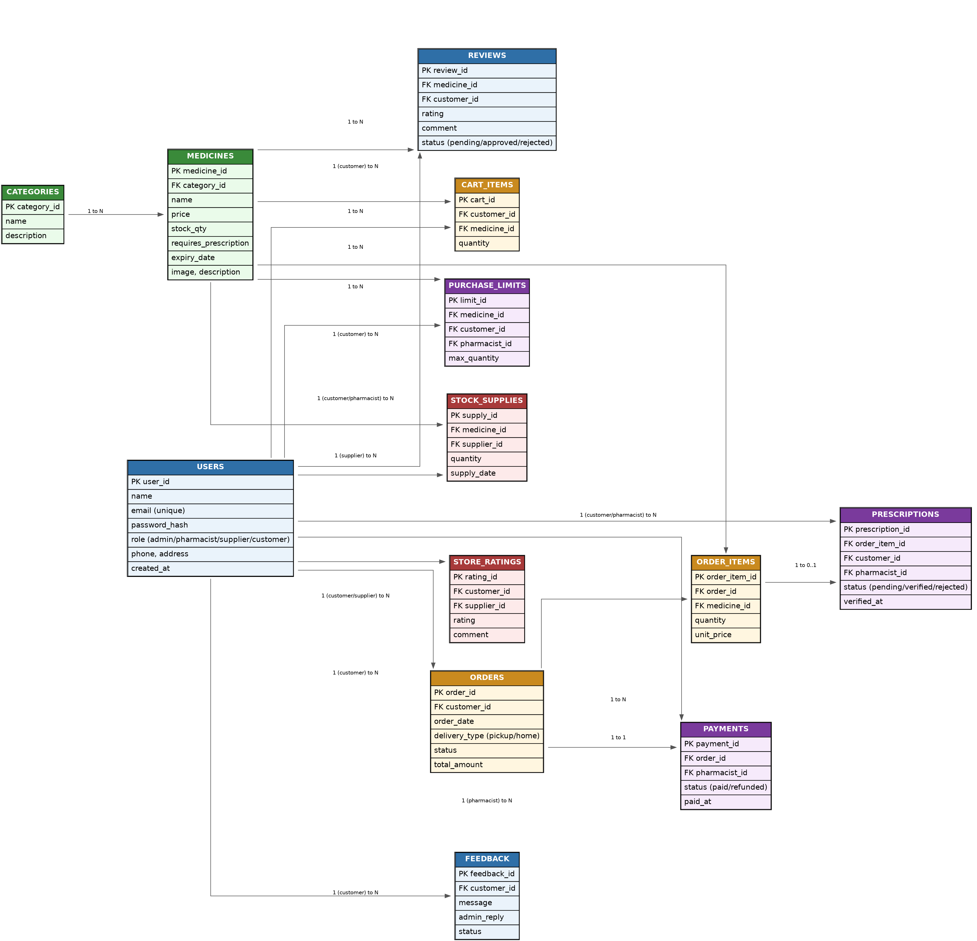 REVIEWS
PK review_id
FK medicine_id
FK customer_id
rating
comment
status (pending/approved/rejected)
1 to N
MEDICINES
PK medicine_id
FK category_id
name
price
stock_qty
requires_prescription
expiry_date
image, description
1 (customer) to N
CATEGORIES
PK category_id
name
description
1 to N
CART_ITEMS
PK cart_id
FK customer_id
FK medicine_id
quantity
1 to N
1 to N
PURCHASE_LIMITS
PK limit_id
FK medicine_id
FK customer_id
FK pharmacist_id
max_quantity
1 to N
1 (customer) to N
1 (customer/pharmacist) to N
STOCK_SUPPLIES
PK supply_id
FK medicine_id
FK supplier_id
quantity
supply_date
1 (supplier) to N
USERS
PK user_id
name
email (unique)
password_hash
role (admin/pharmacist/supplier/customer)
phone, address
created_at
1 (customer/pharmacist) to N
PRESCRIPTIONS
PK prescription_id
FK order_item_id
FK customer_id
FK pharmacist_id
status (pending/verified/rejected)
verified_at
STORE_RATINGS
PK rating_id
FK customer_id
FK supplier_id
rating
comment
ORDER_ITEMS
PK order_item_id
FK order_id
FK medicine_id
quantity
unit_price
1 to 0..1
1 (customer/supplier) to N
1 (customer) to N
ORDERS
PK order_id
FK customer_id
order_date
delivery_type (pickup/home)
status
total_amount
1 to N
1 to 1
PAYMENTS
PK payment_id
FK order_id
FK pharmacist_id
status (paid/refunded)
paid_at
1 (pharmacist) to N
FEEDBACK
PK feedback_id
FK customer_id
message
admin_reply
status
1 (customer) to N